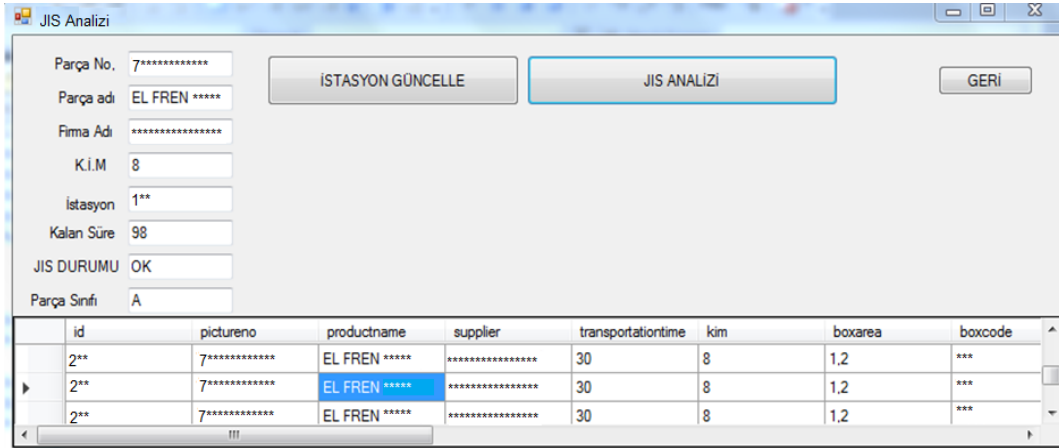 JIS Analizi
Parça No. 7************
İSTASYON GÜNCELLE
JIS ANALİZİ
GERİ
Parça adı EL FREN *****
Firma Adı ****************
K.İ.M 8
İstasyon 1**
Kalan Süre 98
JIS DURUMU OK
Parça Sınıfı A
id pictureno productname supplier transportationtime kim boxarea boxcode
2** 7************ EL FREN ***** **************** 30 8 1,2 ***
2** 7************ EL FREN ***** **************** 30 8 1,2 ***
2** 7************ EL FREN ***** **************** 30 8 1,2 ***